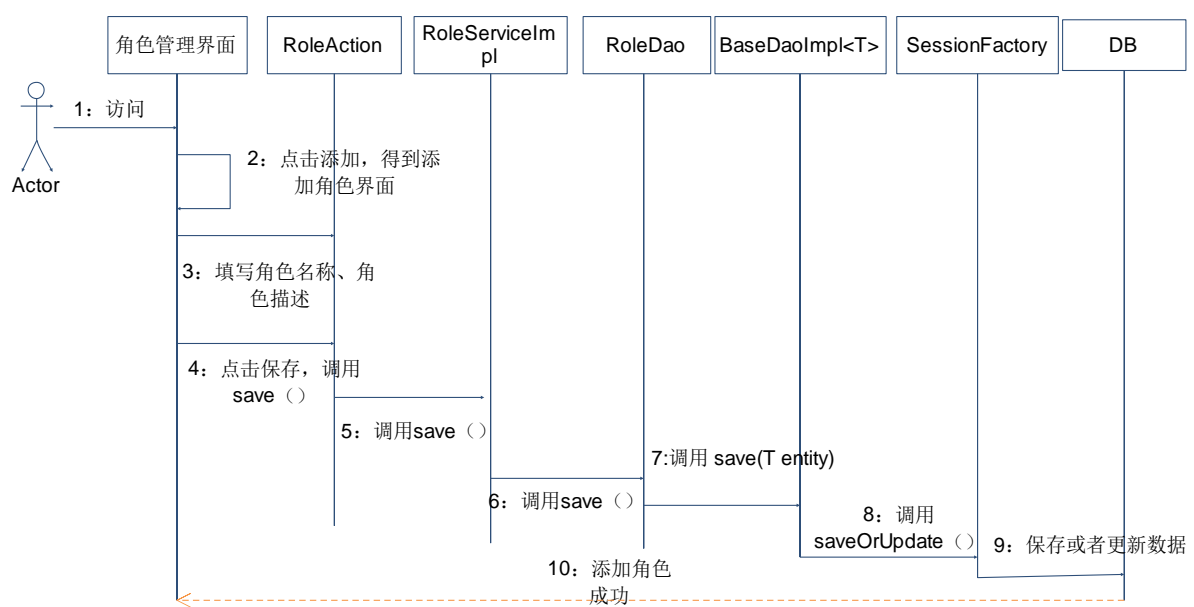 角色管理界面
RoleAction
RoleServiceIm
pl
RoleDao
BaseDaoImpl<T>
SessionFactory
DB
1：访问
Actor
2：点击添加，得到添
加角色界面
3：填写角色名称、角
色描述
4：点击保存，调用
save（）
5：调用save（）
7:调用 save(T entity)
6：调用save（）
8：调用
saveOrUpdate（）
9：保存或者更新数据
10：添加角色
成功